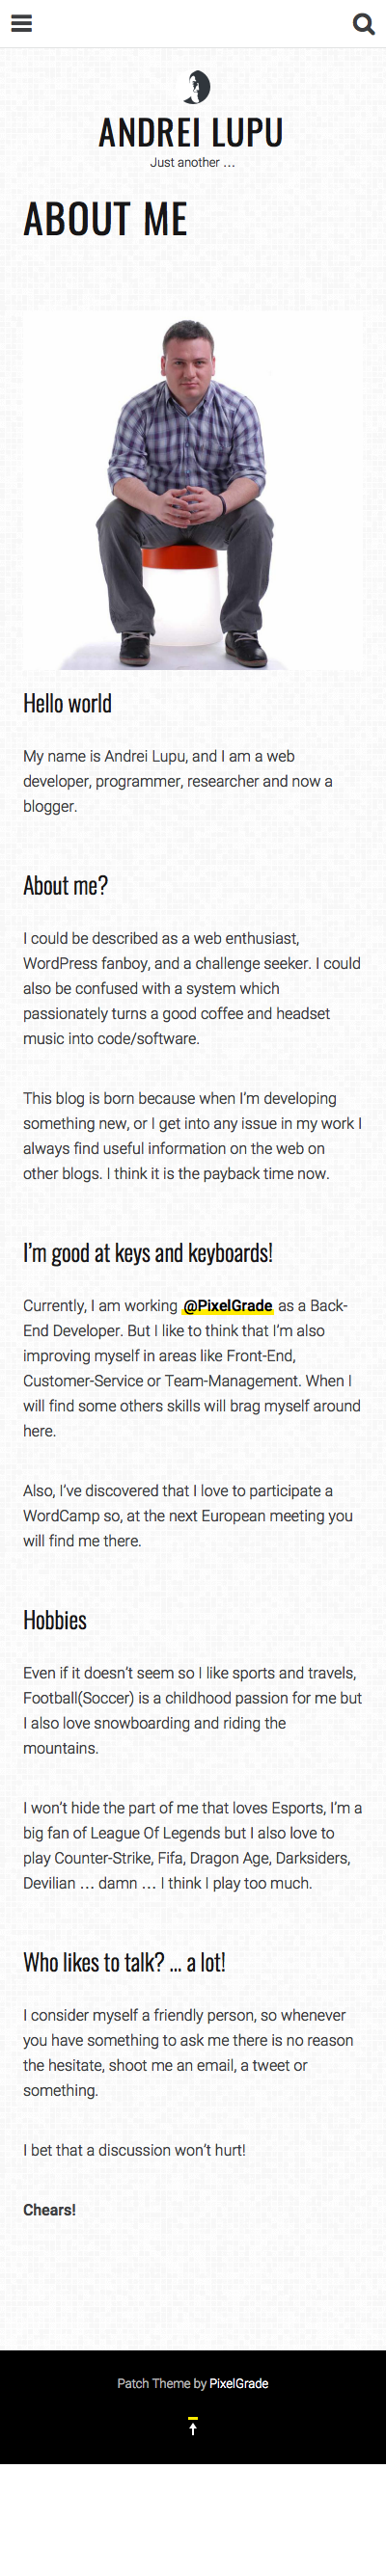 ANDREI LUPU
Just another …
ABOUT ME
Hello world
My name is Andrei Lupu, and I am a web
developer, programmer, researcher and now a
blogger.
About me?
I could be described as a web enthusiast,
WordPress fanboy, and a challenge seeker. I could
also be confused with a system which
passionately turns a good coffee and headset
music into code/software.
This blog is born because when I’m developing
something new, or I get into any issue in my work I
always find useful information on the web on
other blogs. I think it is the payback time now.
I’m good at keys and keyboards!
Currently, I am working @PixelGrade as a Back-
End Developer. But I like to think that I’m also
improving myself in areas like Front-End,
Customer-Service or Team-Management. When I
will find some others skills will brag myself around
here.
Also, I’ve discovered that I love to participate a
WordCamp so, at the next European meeting you
will find me there.
Hobbies
Even if it doesn’t seem so I like sports and travels,
Football(Soccer) is a childhood passion for me but
I also love snowboarding and riding the
mountains.
I won’t hide the part of me that loves Esports, I’m a
big fan of League Of Legends but I also love to
play Counter-Strike, Fifa, Dragon Age, Darksiders,
Devilian … damn … I think I play too much.
Who likes to talk? … a lot!
I consider myself a friendly person, so whenever
you have something to ask me there is no reason
the hesitate, shoot me an email, a tweet or
something.
I bet that a discussion won’t hurt!
Chears!
Patch Theme by PixelGrade